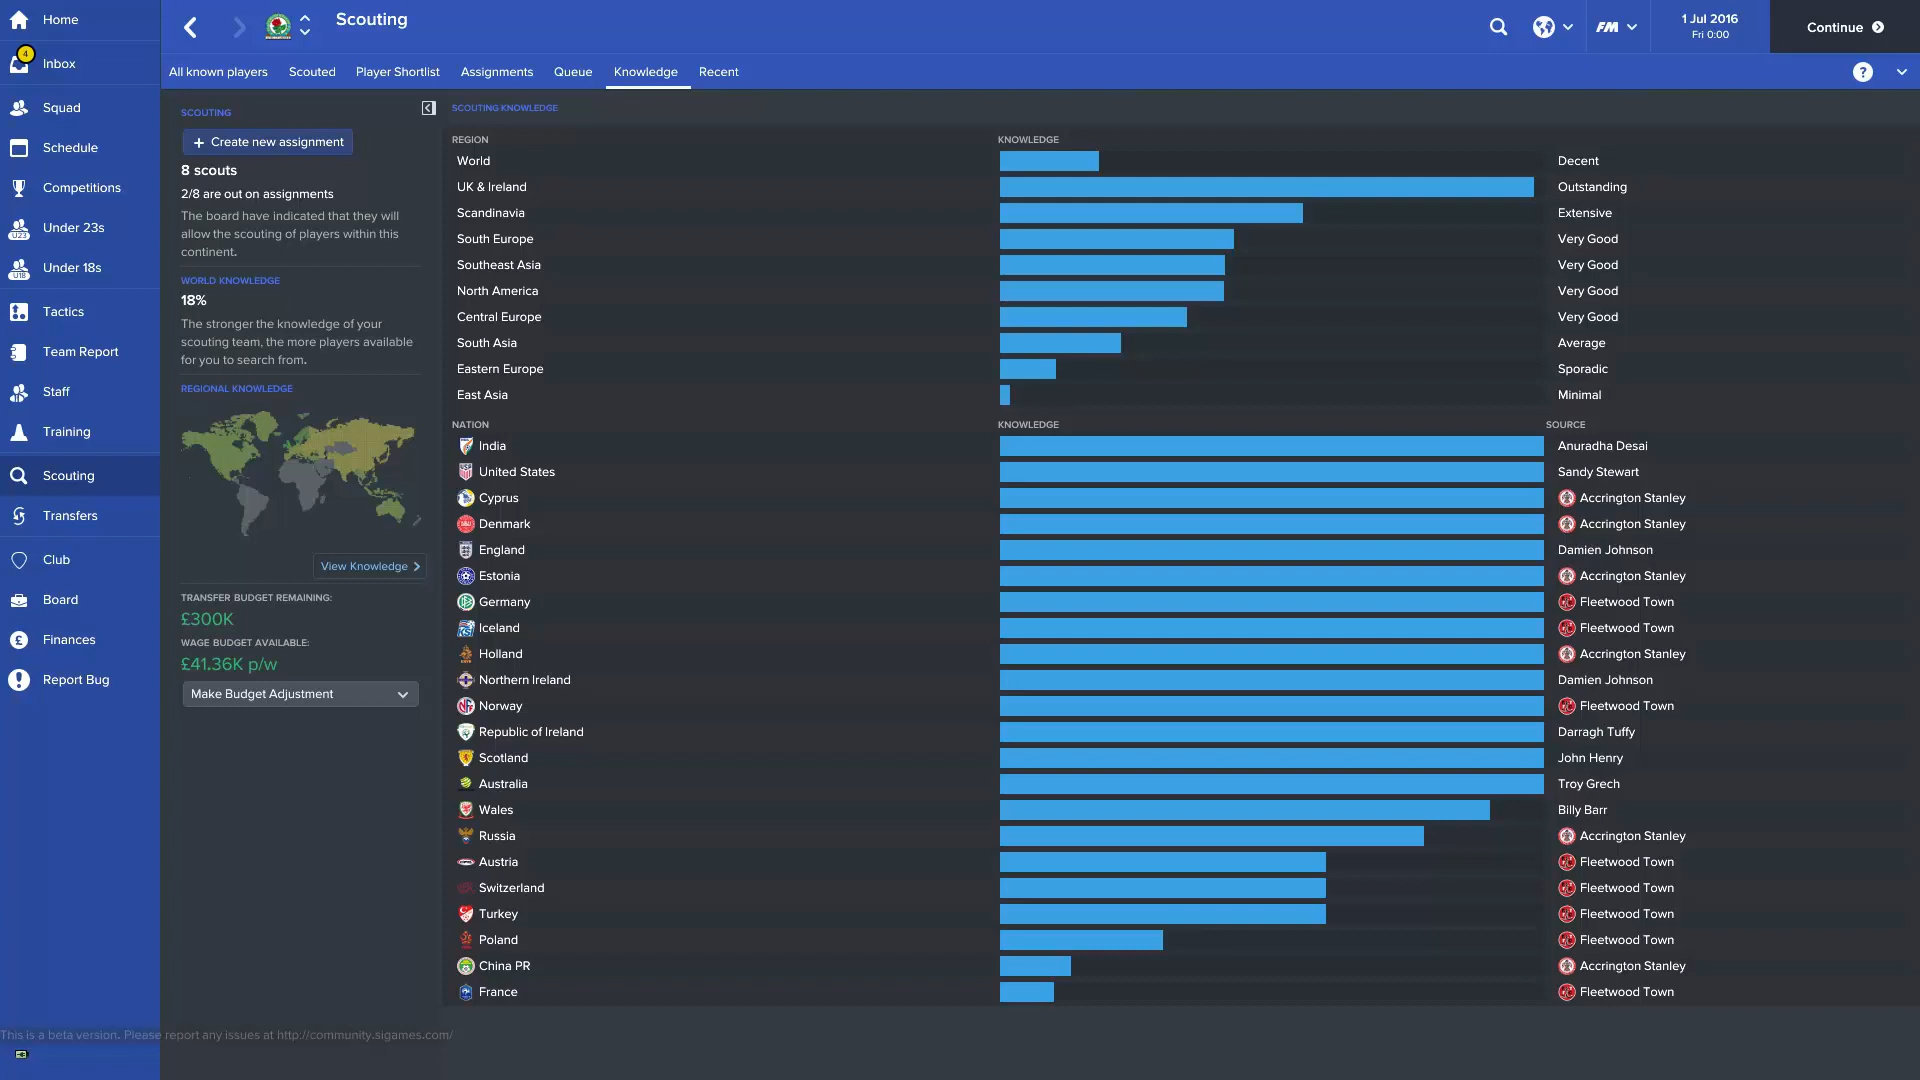 Home
4
Inbox
Squad
Schedule
Competitions
U23
Under 23s
U18
Under 18s
Tactics
Team Report
Staff
Training
Scouting
Transfers
Club
Board
Finances
Report Bug
Scouting
FM
1 Jul 2016
Fri 0:00
Continue
All known players
Scouted
Player Shortlist
Assignments
Queue
Knowledge
Recent
?
SCOUTING
+ Create new assignment
8 scouts
2/8 are out on assignments
The board have indicated that they will
allow the scouting of players within this
continent.
WORLD KNOWLEDGE
18%
The stronger the knowledge of your
scouting team, the more players available
for you to search from.
REGIONAL KNOWLEDGE
View Knowledge
TRANSFER BUDGET REMAINING:
£300K
WAGE BUDGET AVAILABLE:
£41.36K p/w
Make Budget Adjustment
SCOUTING KNOWLEDGE
REGION KNOWLEDGE
World Decent
UK & Ireland Outstanding
Scandinavia Extensive
South Europe Very Good
Southeast Asia Very Good
North America Very Good
Central Europe Very Good
South Asia Average
Eastern Europe Sporadic
East Asia Minimal
NATION KNOWLEDGE SOURCE
India Anuradha Desai
United States Sandy Stewart
Cyprus Accrington Stanley
Denmark Accrington Stanley
England Damien Johnson
Estonia Accrington Stanley
Germany Fleetwood Town
Iceland Fleetwood Town
Holland Accrington Stanley
Northern Ireland Damien Johnson
Norway Fleetwood Town
Republic of Ireland Darragh Tuffy
Scotland John Henry
Australia Troy Grech
Wales Billy Barr
Russia Accrington Stanley
Austria Fleetwood Town
Switzerland Fleetwood Town
Turkey Fleetwood Town
Poland Fleetwood Town
China PR Accrington Stanley
France Fleetwood Town
This is a beta version. Please report any issues at http://community.sigames.com/